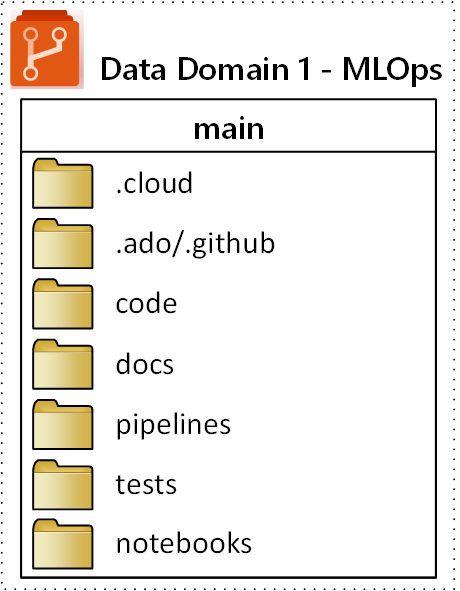 Data Domain 1 - MLOps
main
.cloud
.ado/.github
code
docs
pipelines
tests
notebooks